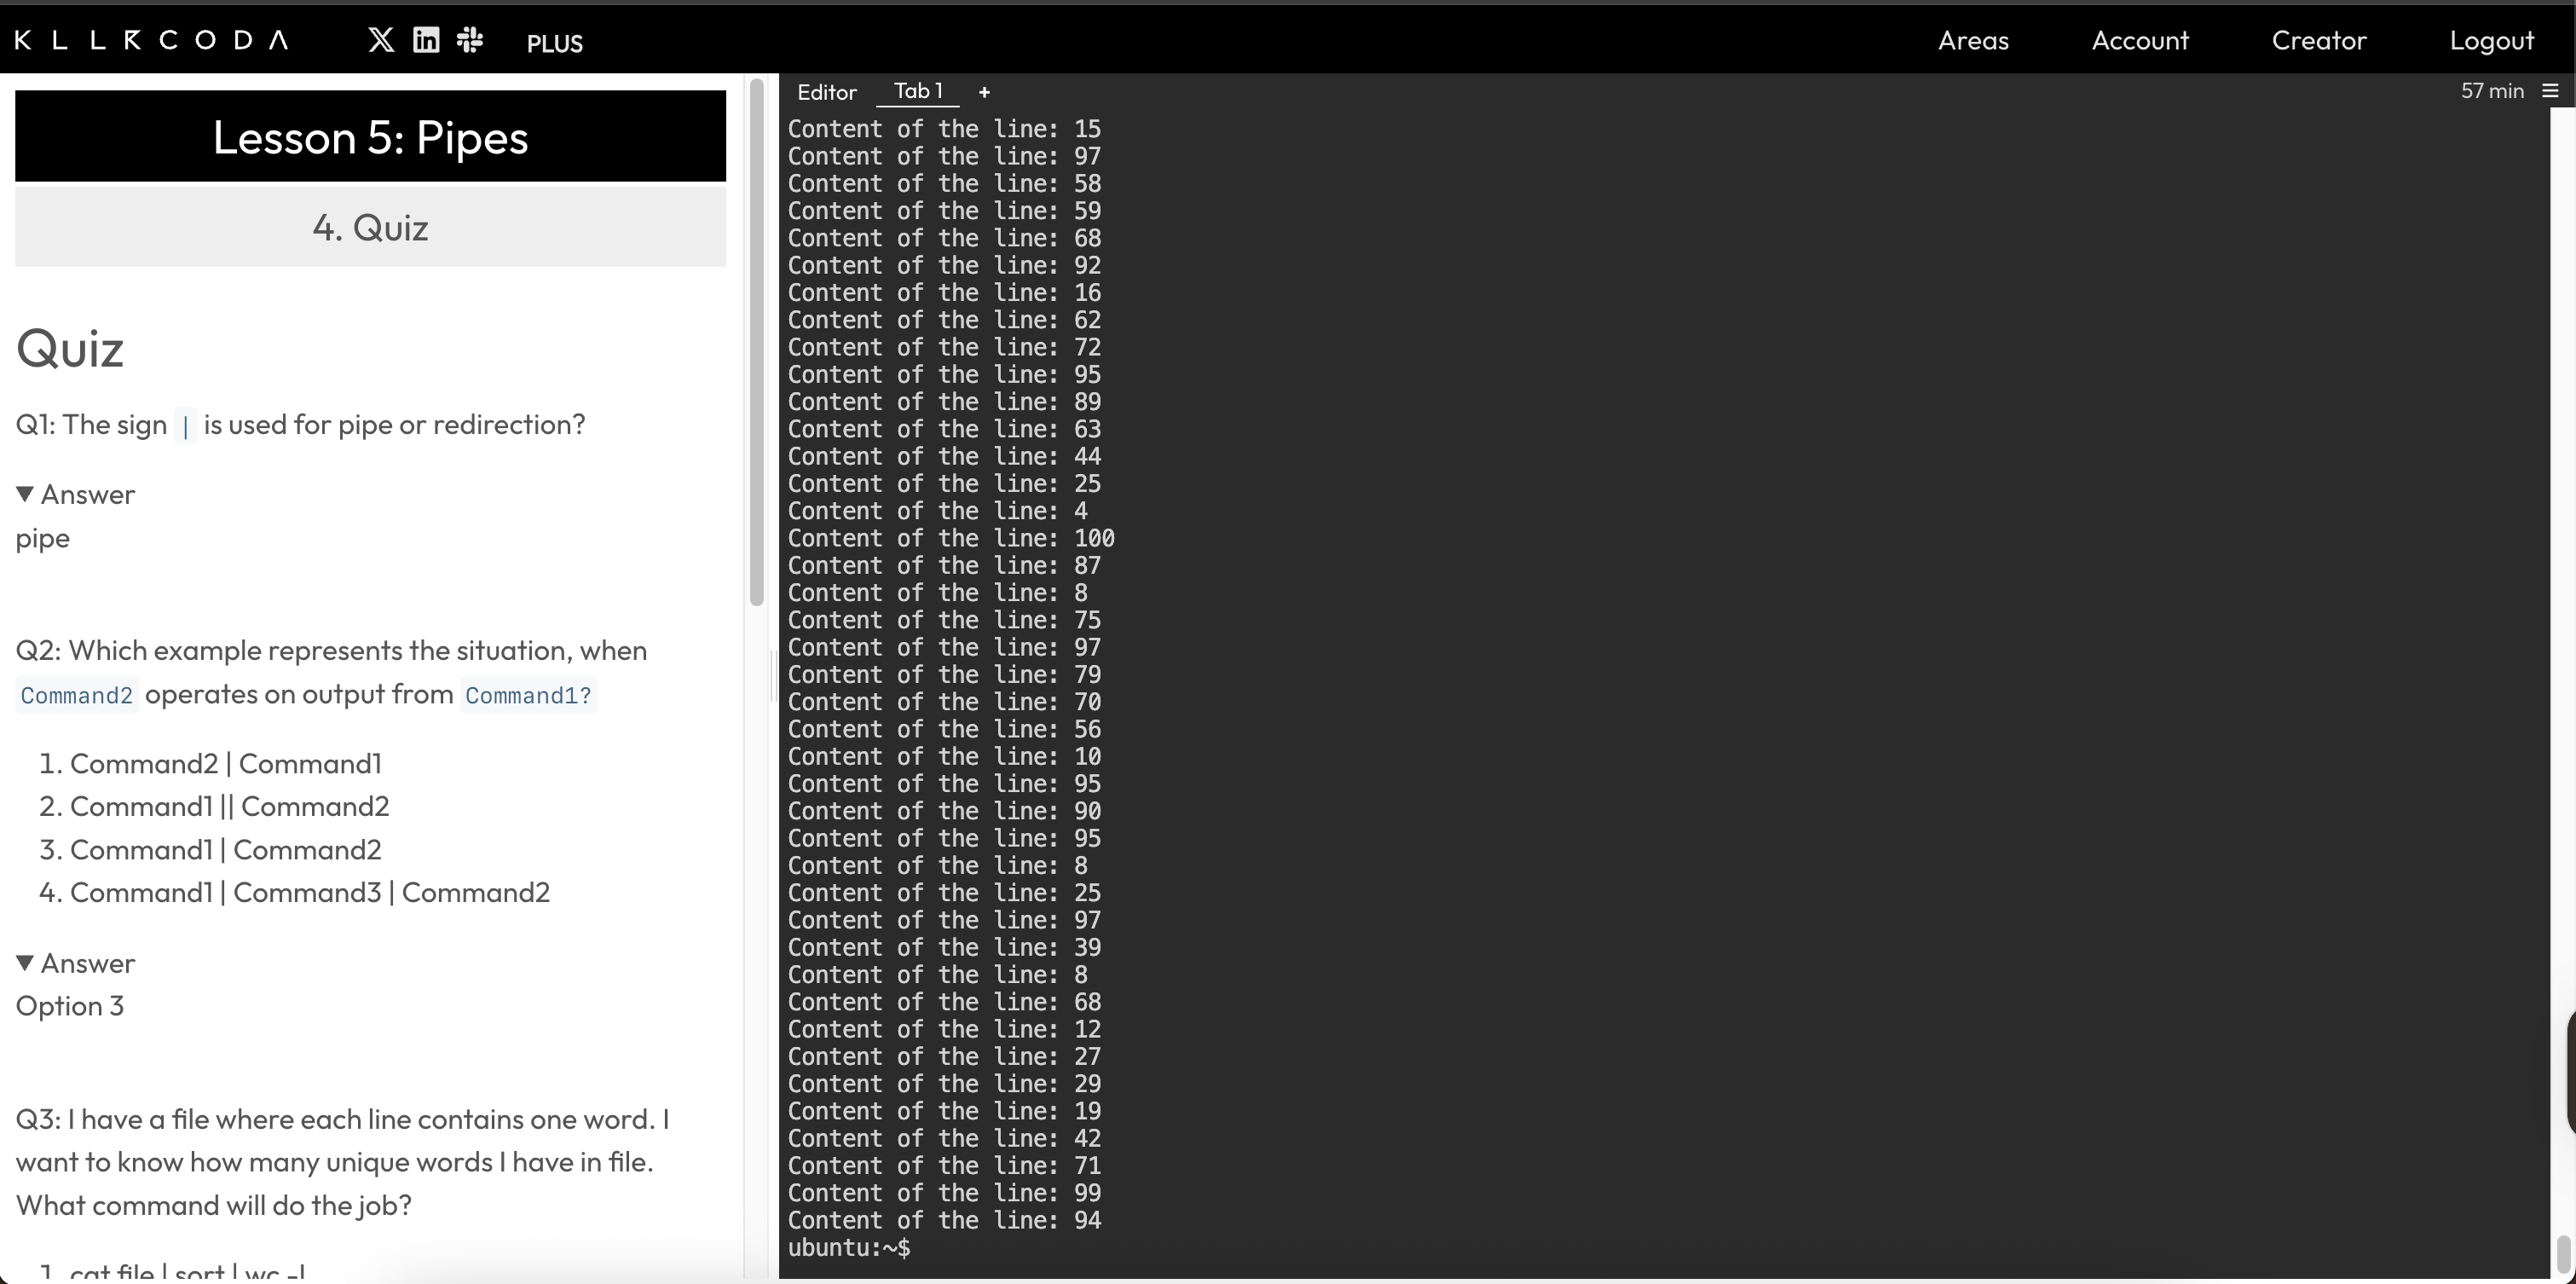 KLLRCODA PLUS Areas Account Creator Logout
Lesson 5: Pipes
4. Quiz
Quiz
Q1: The sign | is used for pipe or redirection?
▼ Answer
pipe
Q2: Which example represents the situation, when
Command2 operates on output from Command1?
1. Command2 | Command1
2. Command1 || Command2
3. Command1 | Command2
4. Command1 | Command3 | Command2
▼ Answer
Option 3
Q3: I have a file where each line contains one word. I
want to know how many unique words I have in file.
What command will do the job?
1. cat file | sort | wc -l
Editor Tab 1 + 57 min
Content of the line: 15
Content of the line: 97
Content of the line: 58
Content of the line: 59
Content of the line: 68
Content of the line: 92
Content of the line: 16
Content of the line: 62
Content of the line: 72
Content of the line: 95
Content of the line: 89
Content of the line: 63
Content of the line: 44
Content of the line: 25
Content of the line: 4
Content of the line: 100
Content of the line: 87
Content of the line: 8
Content of the line: 75
Content of the line: 97
Content of the line: 79
Content of the line: 70
Content of the line: 56
Content of the line: 10
Content of the line: 95
Content of the line: 90
Content of the line: 95
Content of the line: 8
Content of the line: 25
Content of the line: 97
Content of the line: 39
Content of the line: 8
Content of the line: 68
Content of the line: 12
Content of the line: 27
Content of the line: 29
Content of the line: 19
Content of the line: 42
Content of the line: 71
Content of the line: 99
Content of the line: 94
ubuntu:~$